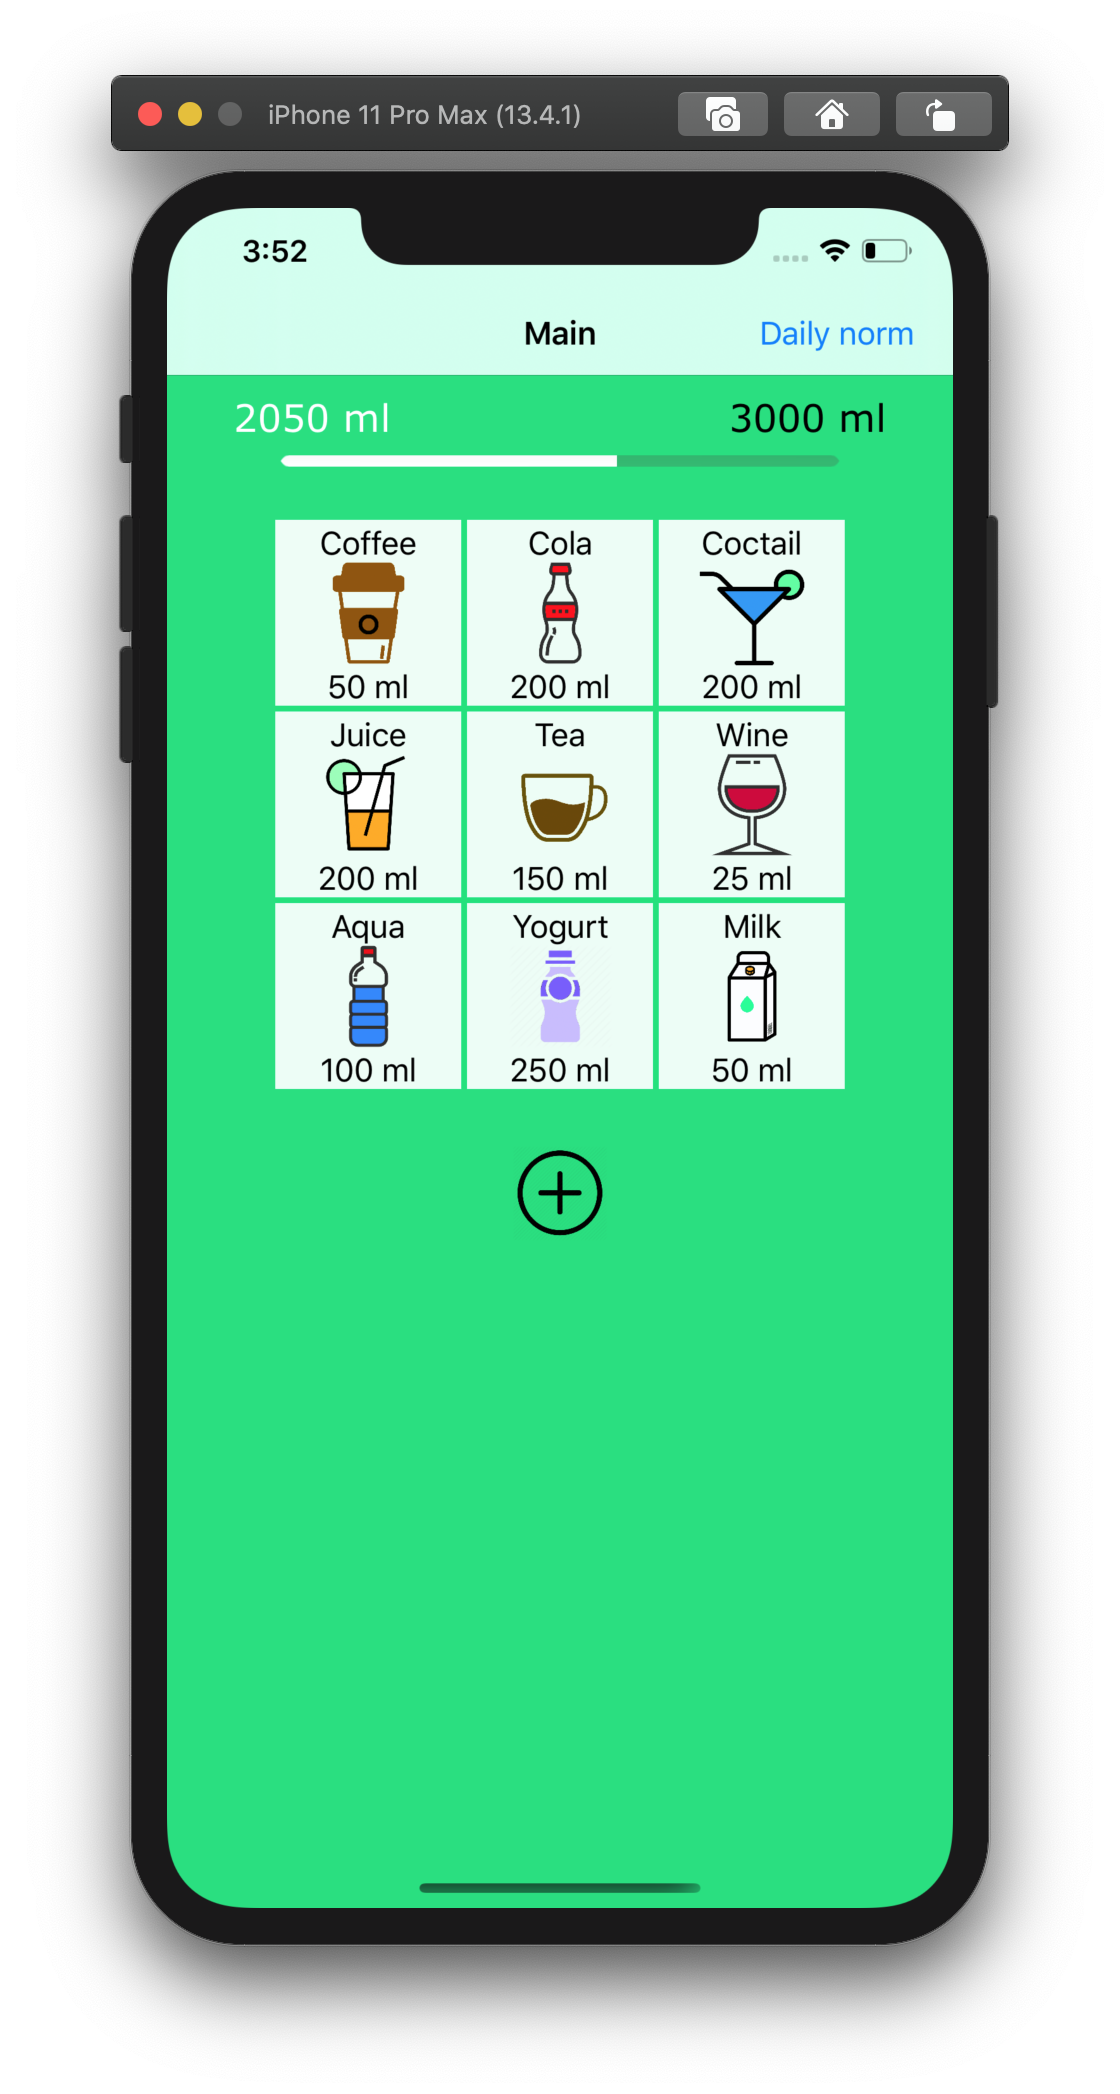 iPhone 11 Pro Max (13.4.1)
3:52
Main
Daily norm
2050 ml
3000 ml
Coffee
Cola
Coctail
50 ml
200 ml
200 ml
Juice
Tea
Wine
200 ml
150 ml
25 ml
Aqua
Yogurt
Milk
100 ml
250 ml
50 ml